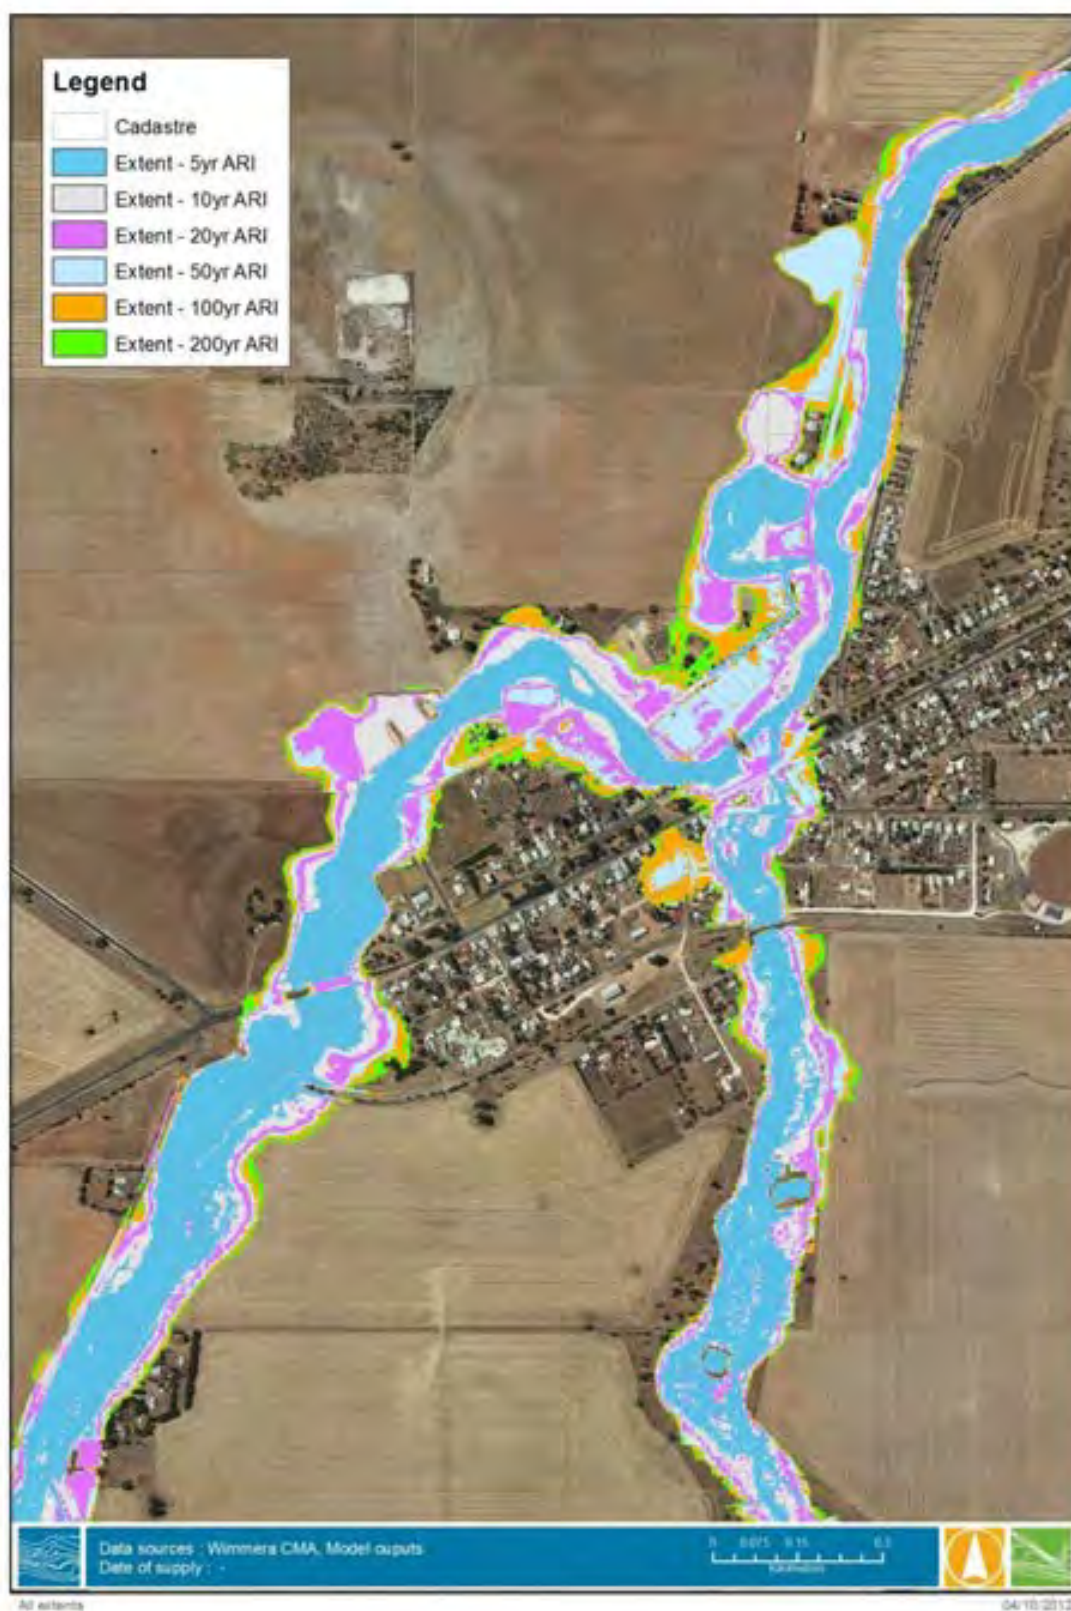 Legend
Cadastre
Extent - 5yr ARI
Extent - 10yr ARI
Extent - 20yr ARI
Extent - 50yr ARI
Extent - 100yr ARI
Extent - 200yr ARI
Data sources : Wimmera CMA, Model ouputs
Date of supply : -
0 0.075 0.15 0.3
Kilometers
All extents
04/10/2012